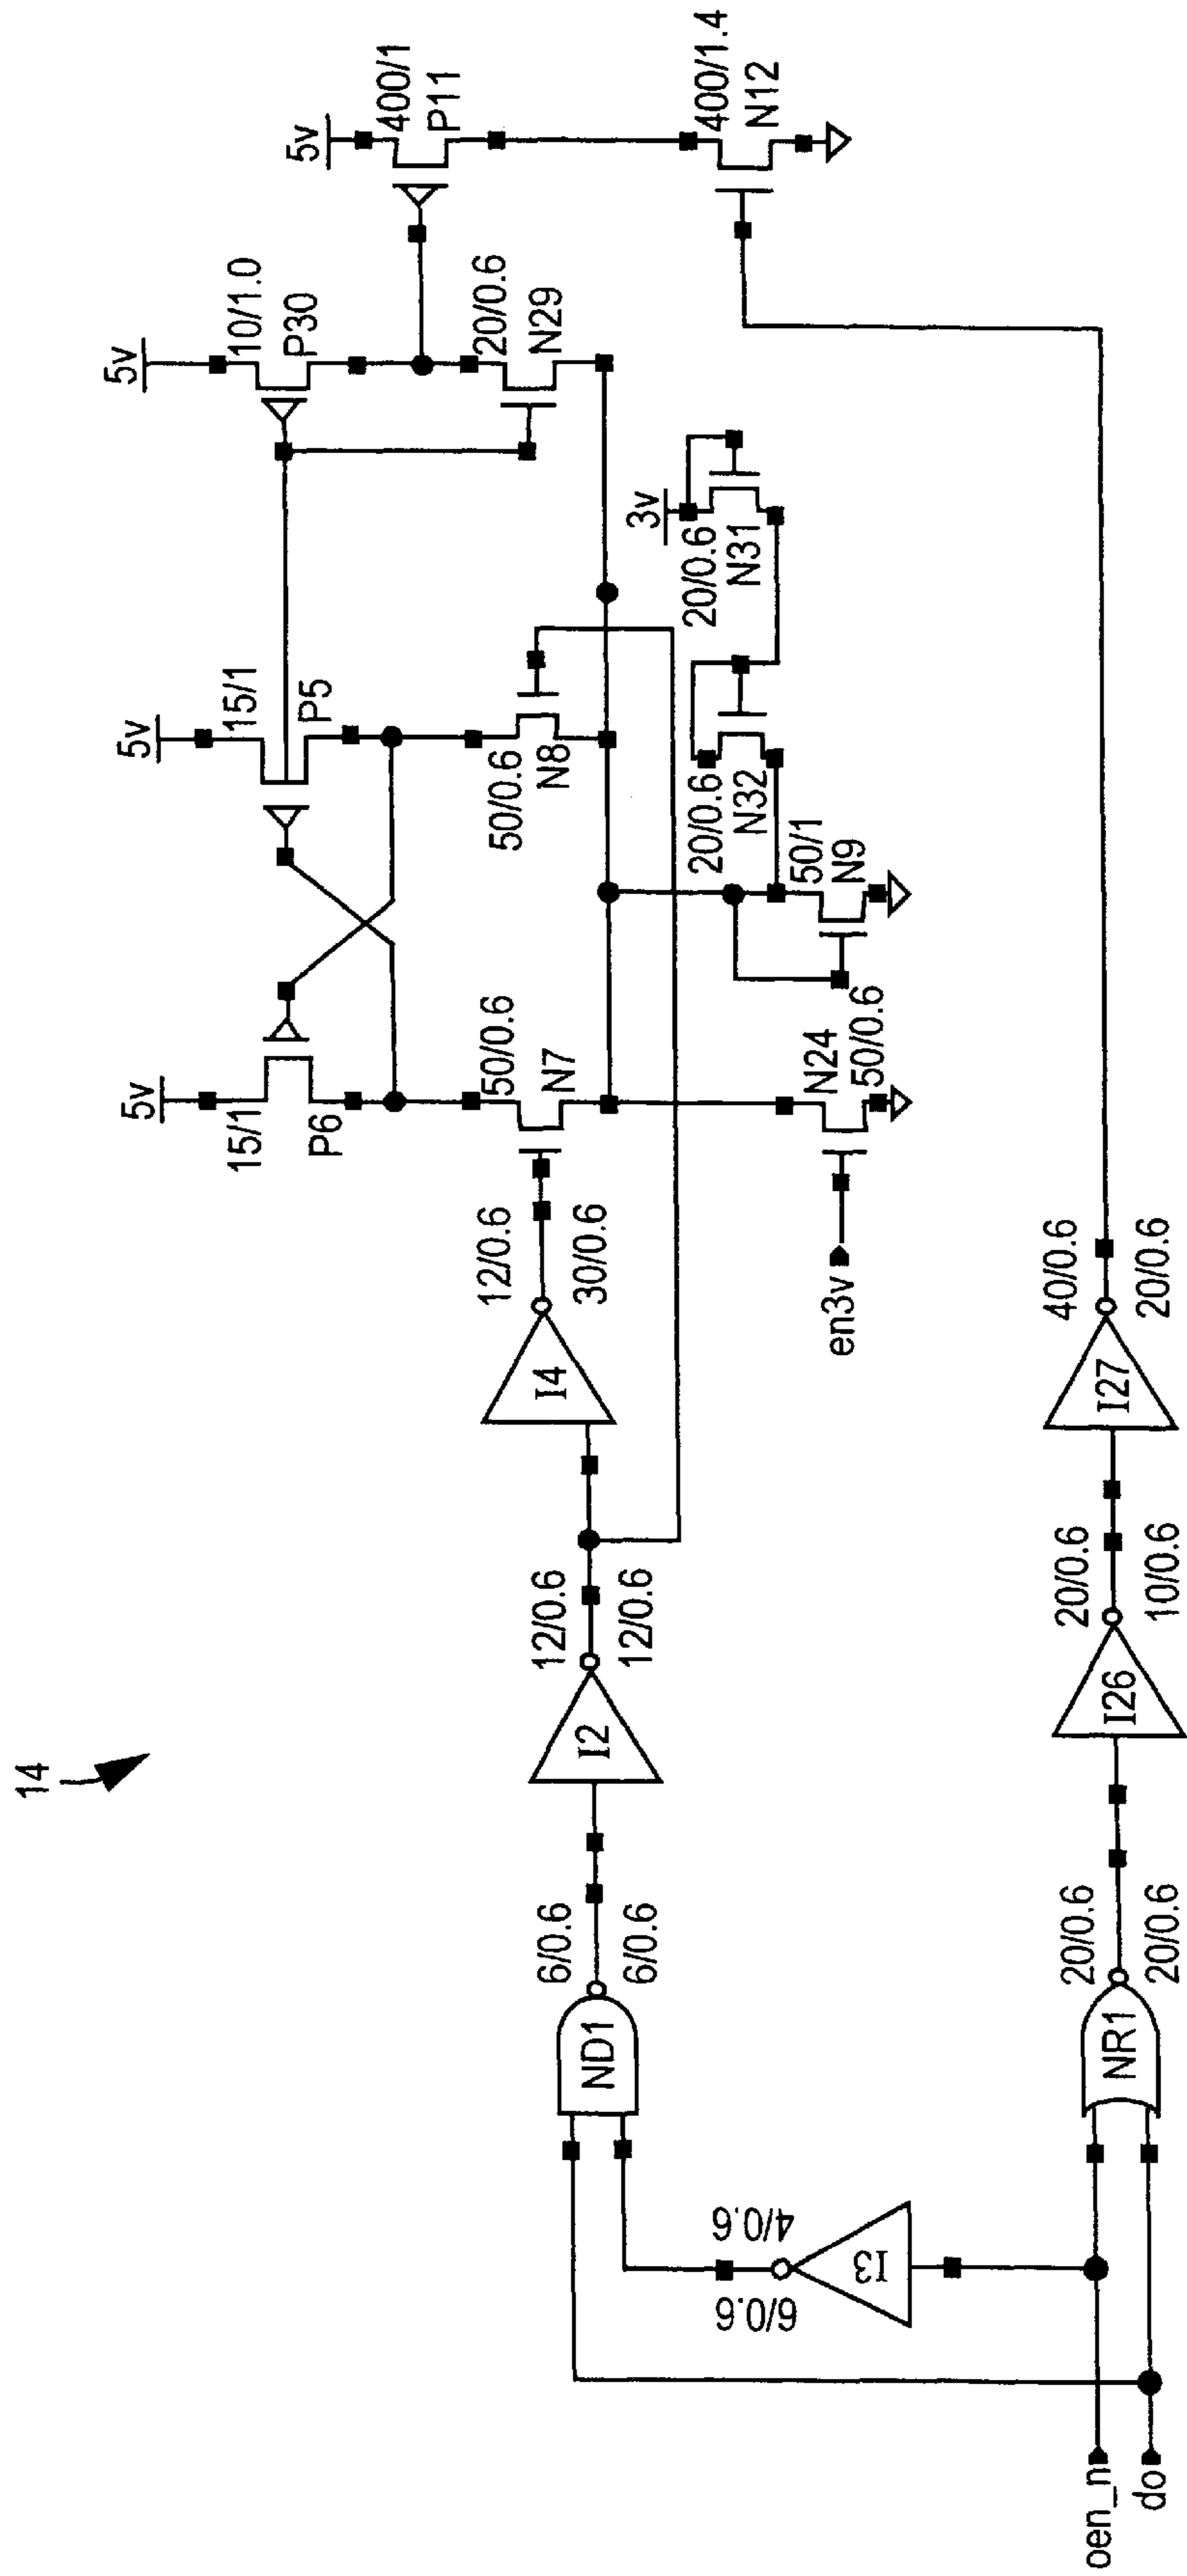 14
5v
15/1
P6
5v
15/1
P5
5v
10/1.0
P30
5v
400/1
P11
50/0.6
N7
50/0.6
N8
20/0.6
N29
3v
20/0.6
N31
20/0.6
N32
400/1.4
N12
50/1
N9
N24
50/0.6
en3v
6/0.6
ND1
6/0.6
12/0.6
I2
12/0.6
12/0.6
I4
30/0.6
4/0.6
I3
6/0.6
oen_n
do
20/0.6
NR1
20/0.6
20/0.6
I26
10/0.6
40/0.6
I27
20/0.6